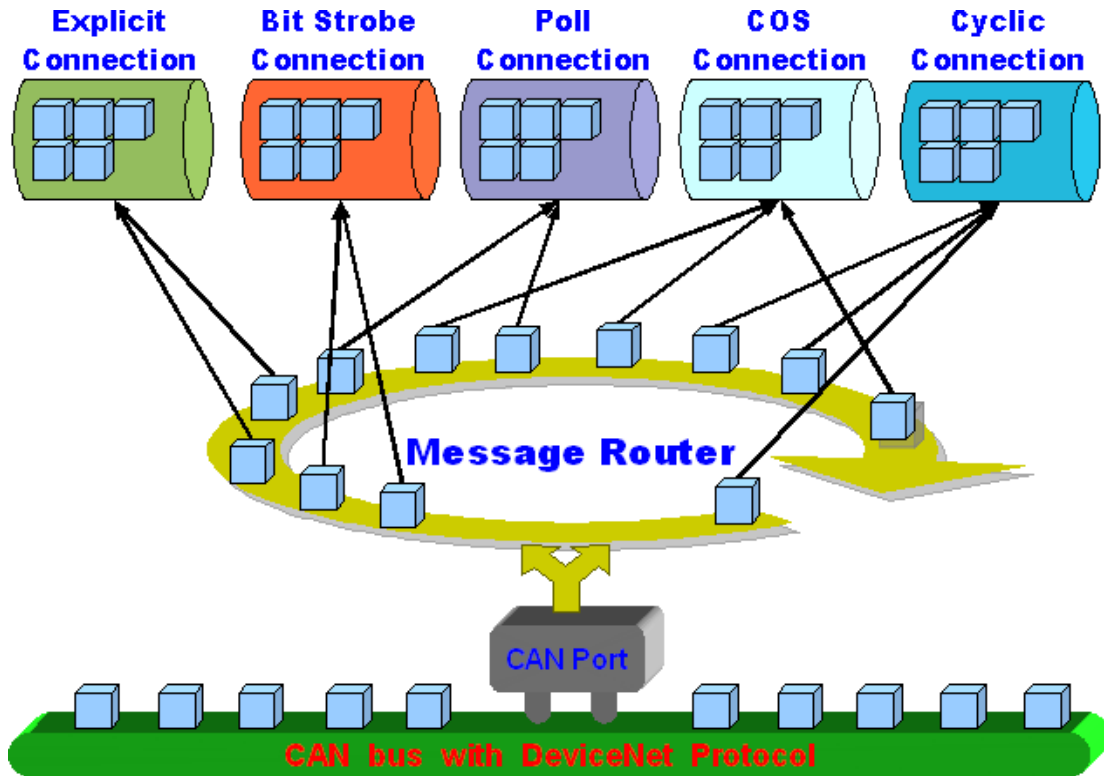 Explicit Connection
Bit Strobe Connection
Poll Connection
COS Connection
Cyclic Connection
Message Router
CAN Port
CAN bus with DeviceNet Protocol